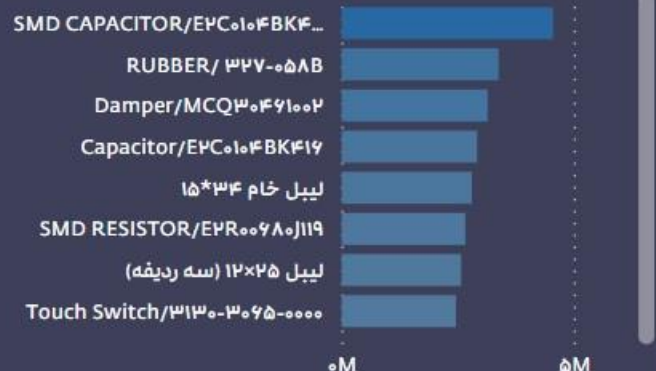 SMD CAPACITOR/E۲C۰۱۰۴BK۴...
RUBBER/ ۳۲۷-۰۵۸B
Damper/MCQ۳۰۴۶۱۰۰۲
Capacitor/E۲C۰۱۰۴BK۴۱۶
لیبل خام ۳۴*۱۵
SMD RESISTOR/E۲R۰۰۶۸۰J۱۱۹
لیبل ۲۵×۱۲ (سه ردیفه)
Touch Switch/۳۱۳۰-۳۰۶۵-۰۰۰۰
۰M ۵M